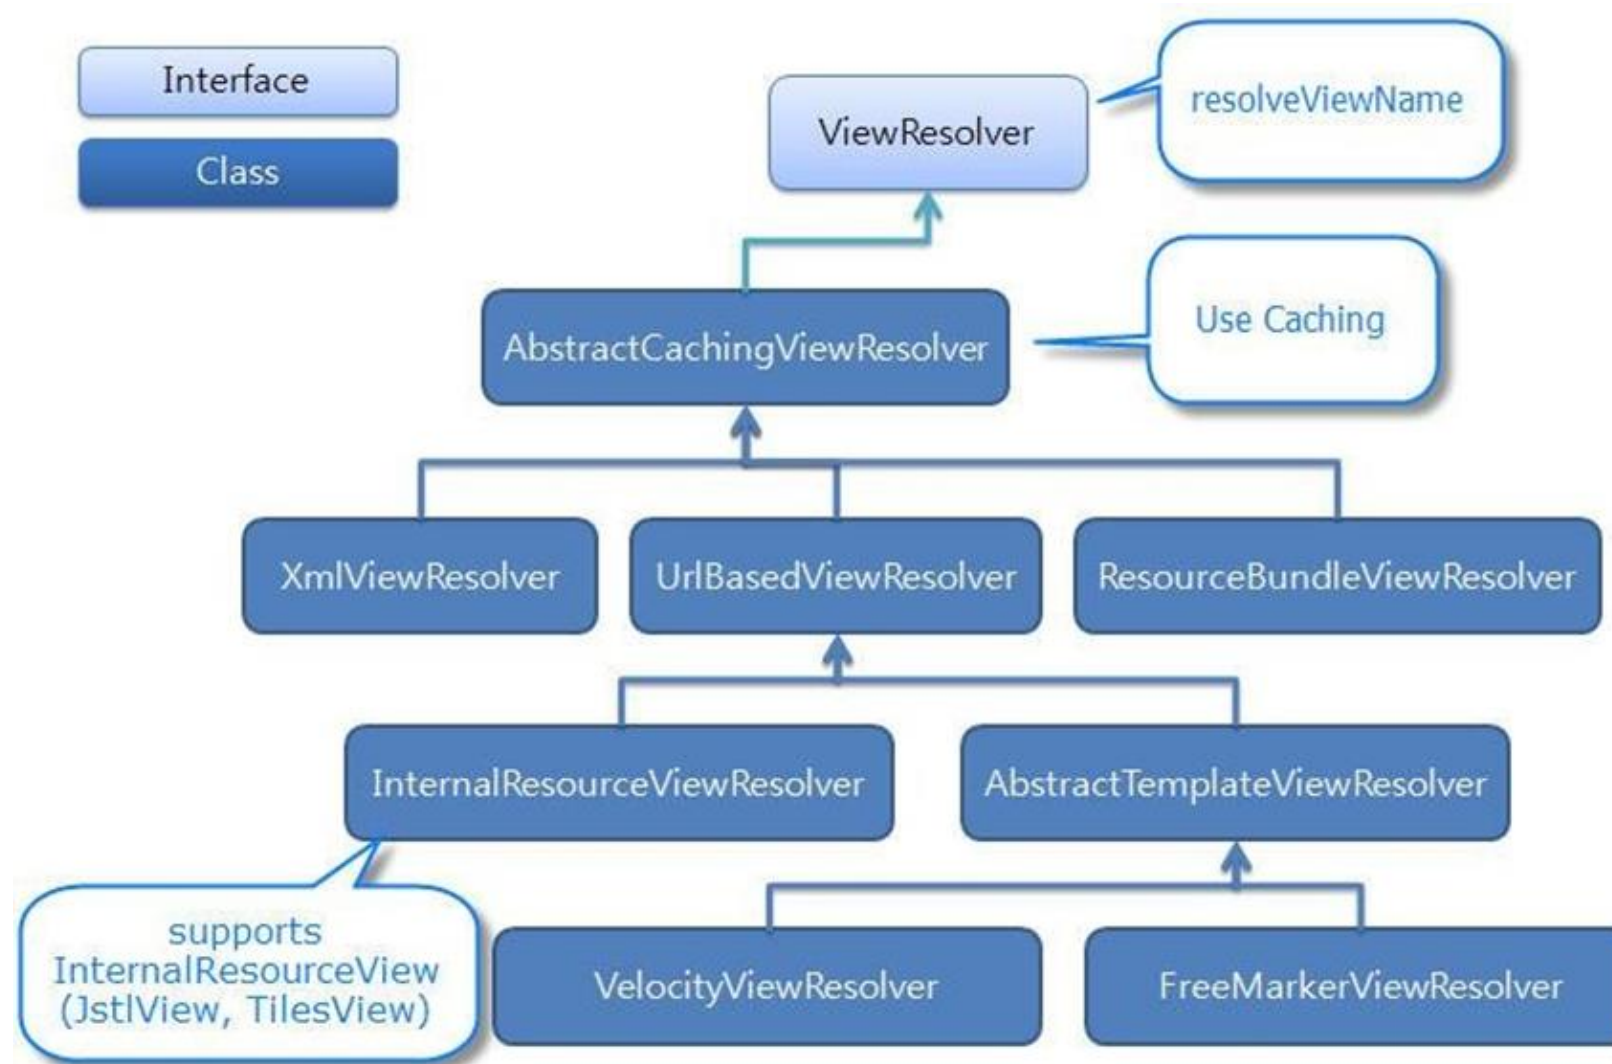 Interface
Class
ViewResolver
resolveViewName
AbstractCachingViewResolver
Use Caching
XmlViewResolver
UrlBasedViewResolver
ResourceBundleViewResolver
InternalResourceViewResolver
AbstractTemplateViewResolver
supports
InternalResourceView
(JstlView, TilesView)
VelocityViewResolver
FreeMarkerViewResolver